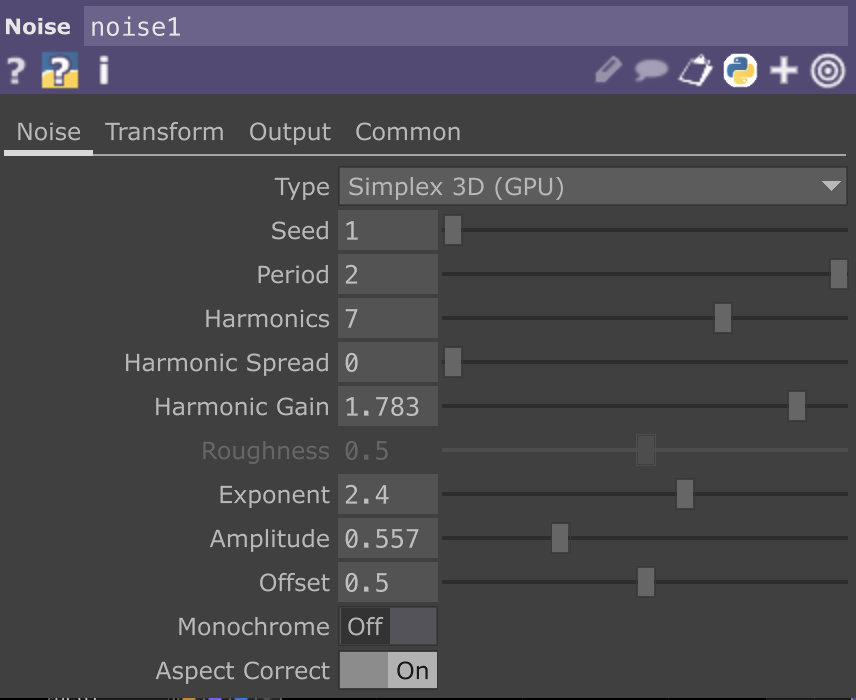 Noise noise1
Noise Transform Output Common
Type Simplex 3D (GPU)
Seed 1
Period 2
Harmonics 7
Harmonic Spread 0
Harmonic Gain 1.783
Roughness 0.5
Exponent 2.4
Amplitude 0.557
Offset 0.5
Monochrome Off
Aspect Correct On